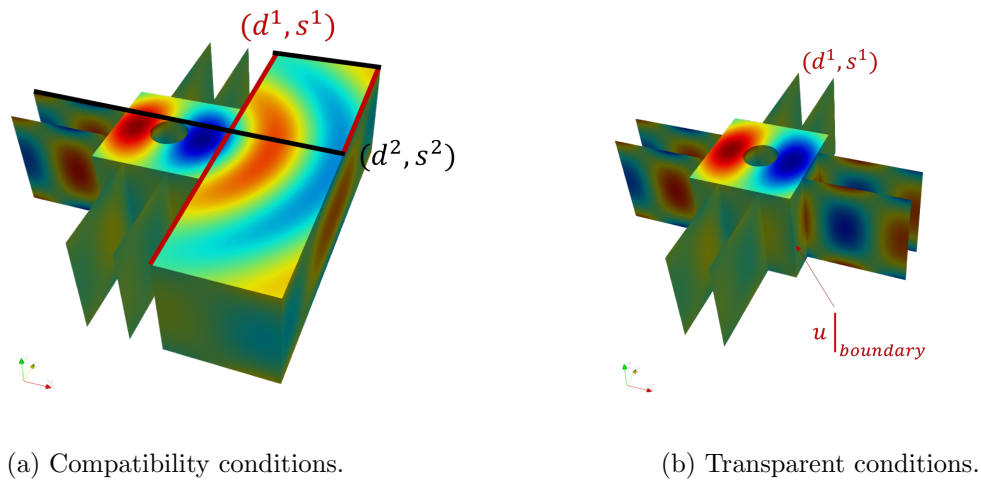 (d¹, s¹)
(d², s²)
(d¹, s¹)
u|boundary
(a) Compatibility conditions.
(b) Transparent conditions.